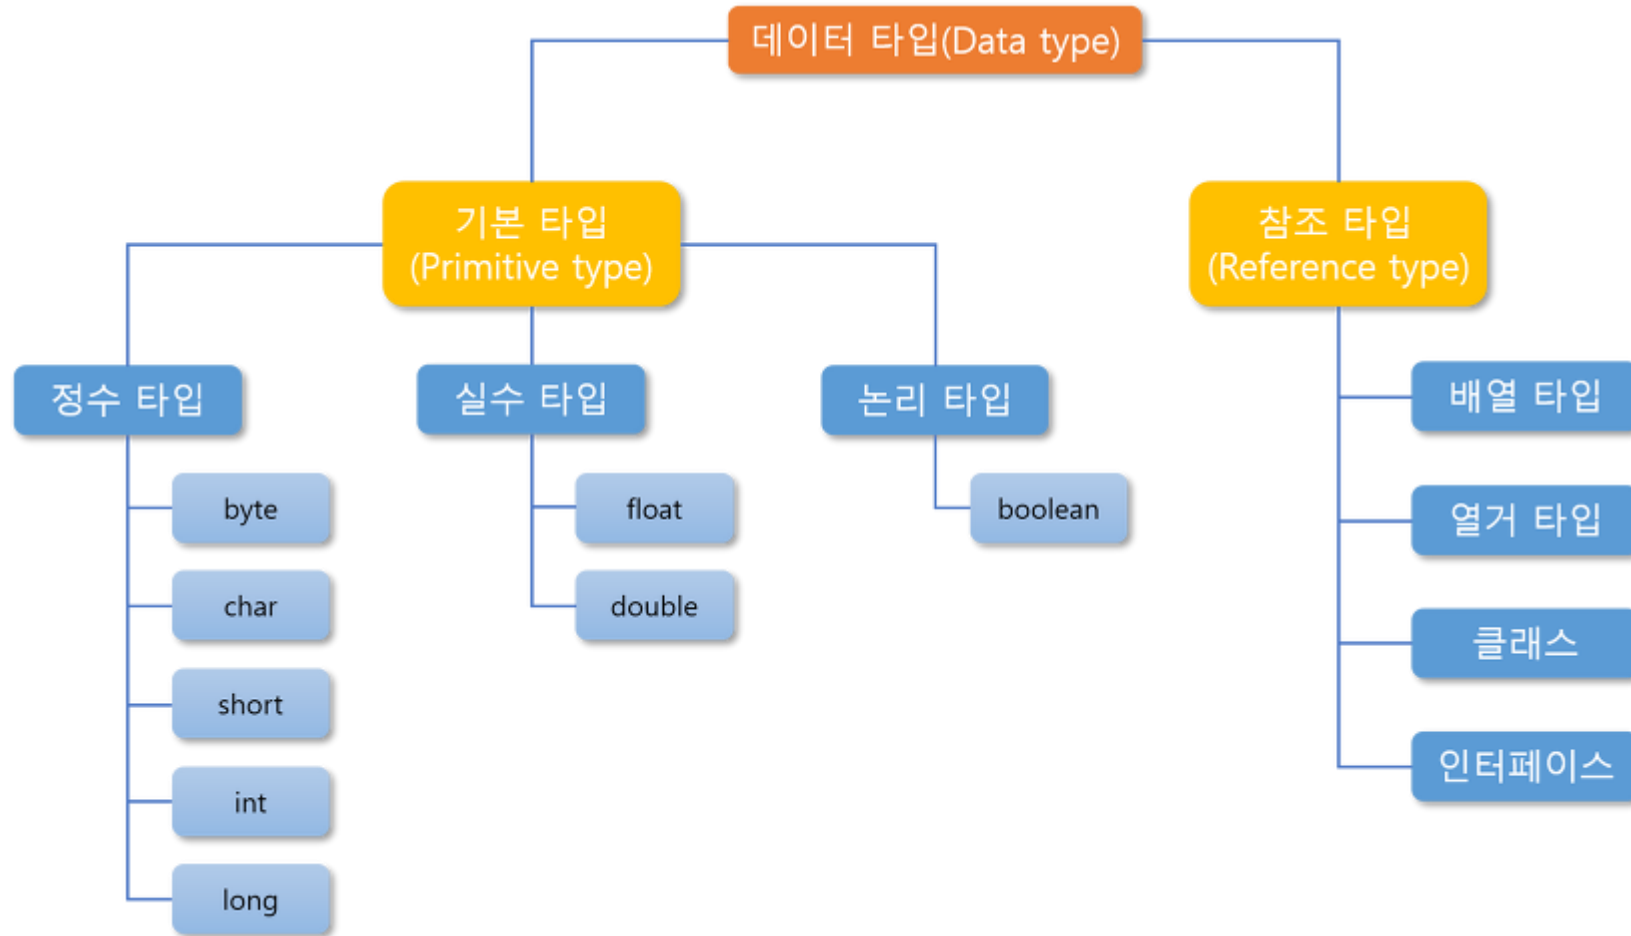 데이터 타입(Data type)
기본 타입
(Primitive type)
참조 타입
(Reference type)
정수 타입
실수 타입
논리 타입
배열 타입
byte
float
boolean
열거 타입
char
double
클래스
short
인터페이스
int
long